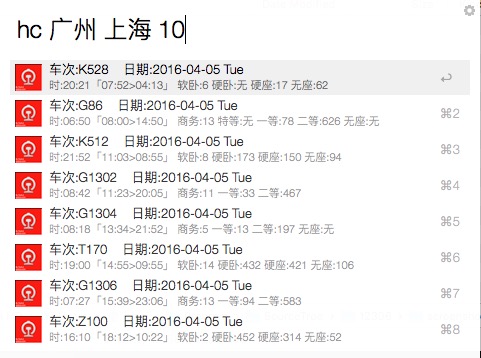 hc 广州 上海 10
车次:K528 日期:2016-04-05 Tue
时:20:21「07:52>04:13」 软卧:6 硬卧:无 硬座:17 无座:62
车次:G86 日期:2016-04-05 Tue
时:06:50「08:00>14:50」 商务:13 特等:无 一等:78 二等:626 无座:无
⌘2
车次:K512 日期:2016-04-05 Tue
时:21:52「11:03>08:55」 软卧:8 硬卧:173 硬座:150 无座:94
⌘3
车次:G1302 日期:2016-04-05 Tue
时:08:42「11:23>20:05」 商务:11 一等:33 二等:467
⌘4
车次:G1304 日期:2016-04-05 Tue
时:08:18「13:34>21:52」 商务:5 一等:13 二等:197 无座:无
⌘5
车次:T170 日期:2016-04-05 Tue
时:19:00「14:55>09:55」 软卧:14 硬卧:432 硬座:421 无座:106
⌘6
车次:G1306 日期:2016-04-05 Tue
时:07:27「15:39>23:06」 商务:13 一等:94 二等:583
⌘7
车次:Z100 日期:2016-04-05 Tue
时:16:10「18:12>10:22」 软卧:2 硬卧:452 硬座:314 无座:52
⌘8